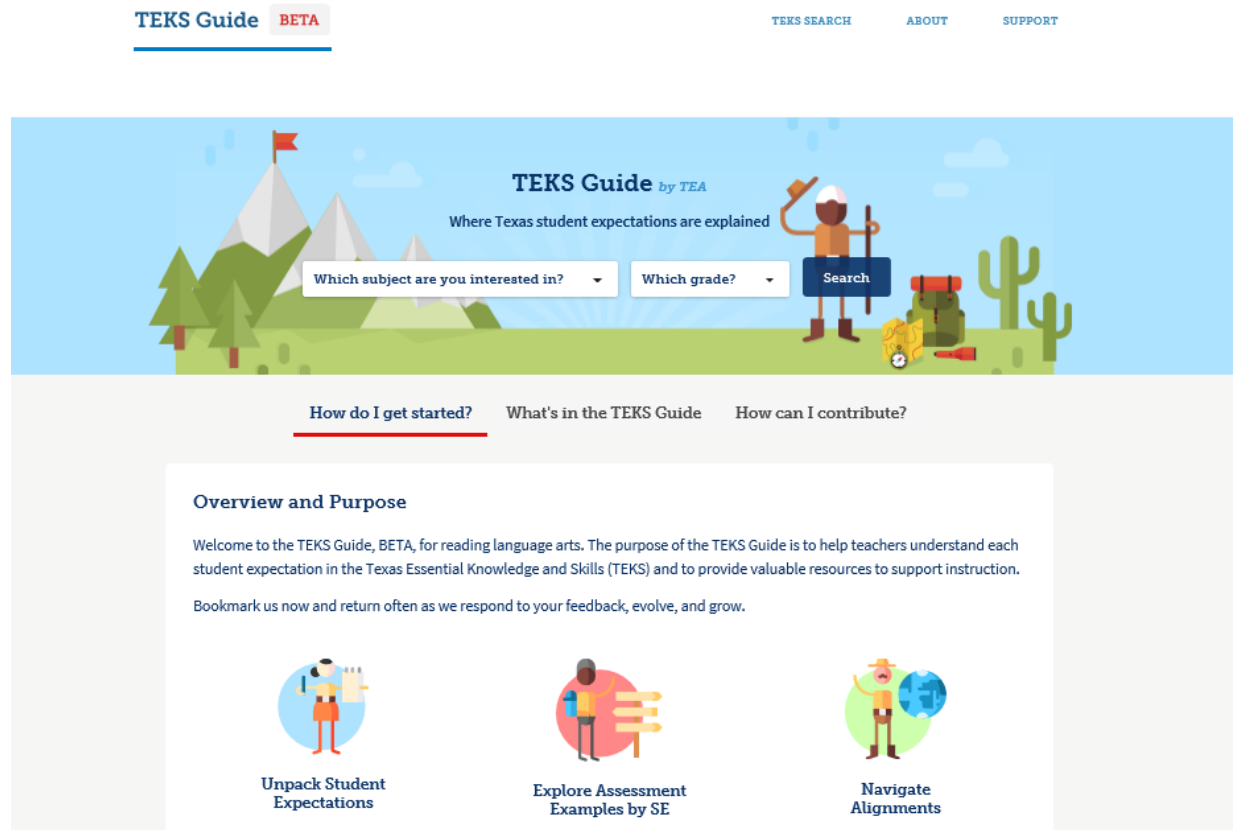 TEKS Guide BETA
TEKS SEARCH ABOUT SUPPORT
TEKS Guide by TEA
Where Texas student expectations are explained
Which subject are you interested in? Which grade? Search
How do I get started? What's in the TEKS Guide How can I contribute?
Overview and Purpose
Welcome to the TEKS Guide, BETA, for reading language arts. The purpose of the TEKS Guide is to help teachers understand each
student expectation in the Texas Essential Knowledge and Skills (TEKS) and to provide valuable resources to support instruction.
Bookmark us now and return often as we respond to your feedback, evolve, and grow.
Unpack Student
Expectations
Explore Assessment
Examples by SE
Navigate
Alignments